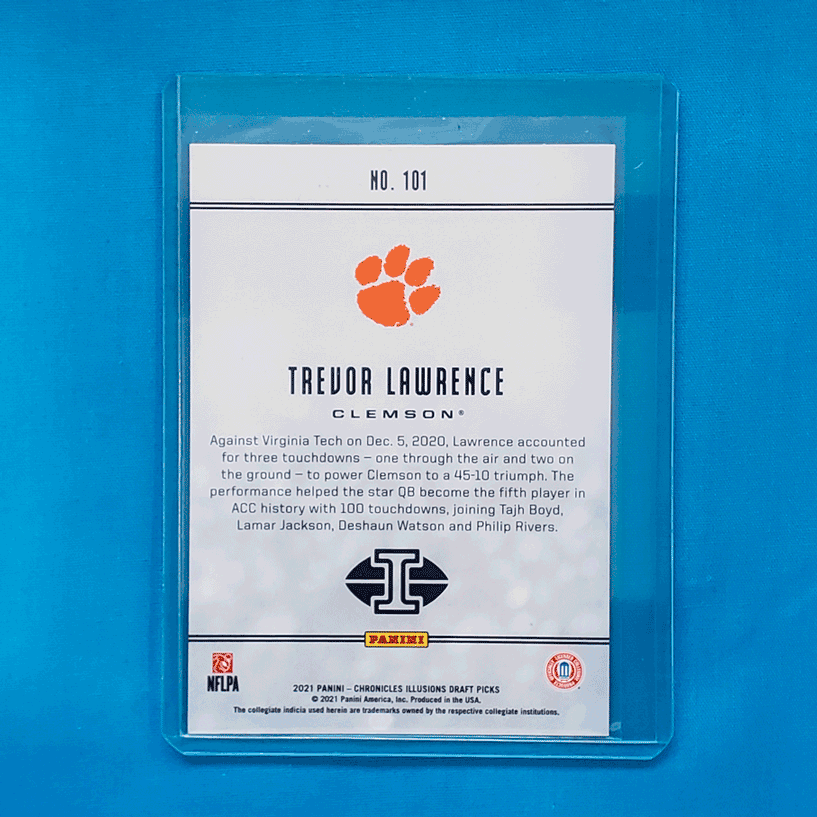 NO. 101
TREVOR LAWRENCE
CLEMSON®
Against Virginia Tech on Dec. 5, 2020, Lawrence accounted
for three touchdowns – one through the air and two on
the ground – to power Clemson to a 45-10 triumph. The
performance helped the star QB become the fifth player in
ACC history with 100 touchdowns, joining Tajh Boyd,
Lamar Jackson, Deshaun Watson and Philip Rivers.
I
PANINI
NFLPA
2021 PANINI – CHRONICLES ILLUSIONS DRAFT PICKS
© 2021 Panini America, Inc. Produced in the USA.
The collegiate indicia used herein are trademarks owned by the respective collegiate institutions.